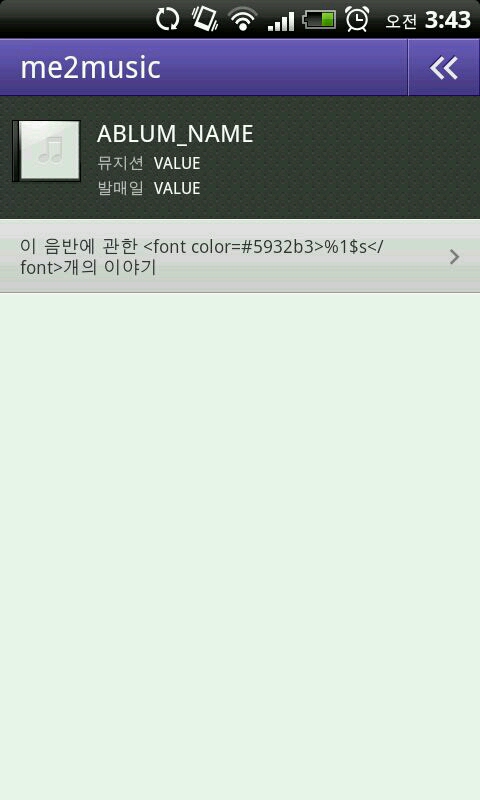 오전 3:43
me2music
ABLUM_NAME
뮤지션 VALUE
발매일 VALUE
이 음반에 관한 <font color=#5932b3>%1$s</
font>개의 이야기